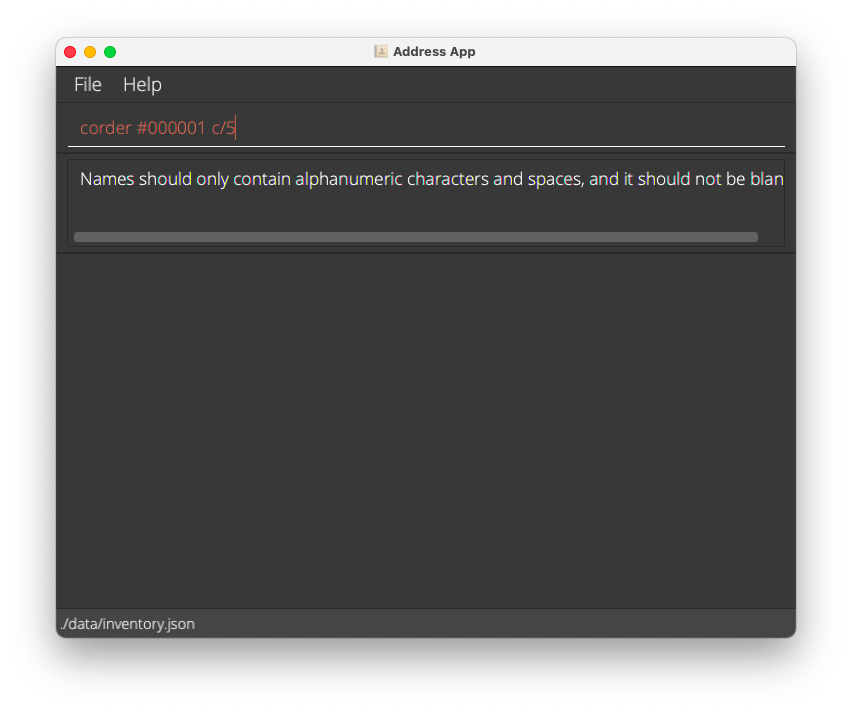 Address App
File Help
corder #000001 c/5
Names should only contain alphanumeric characters and spaces, and it should not be blan
./data/inventory.json